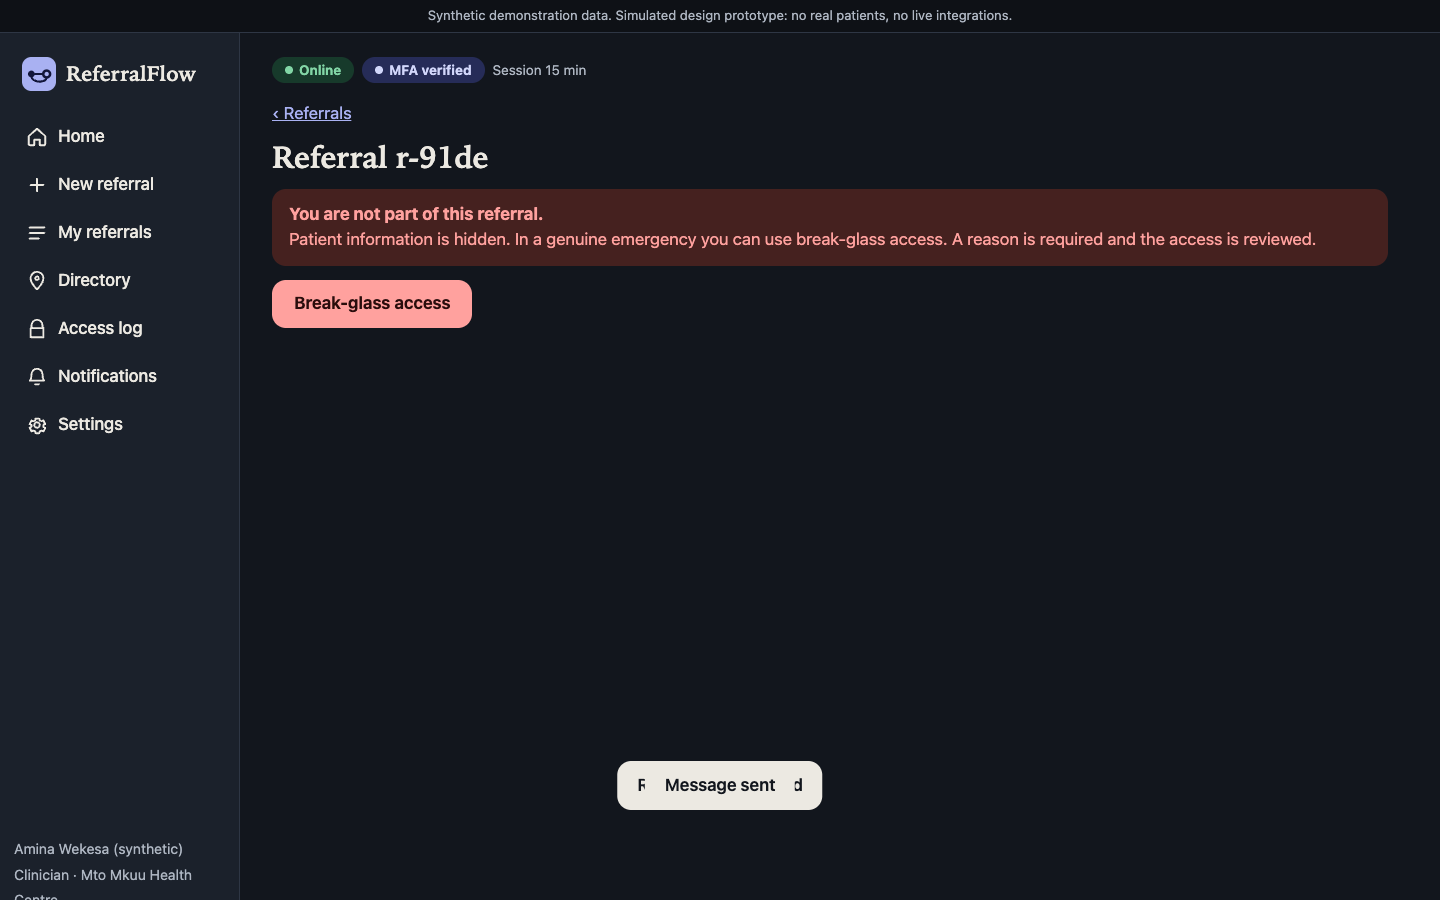 Synthetic demonstration data. Simulated design prototype: no real patients, no live integrations.
ReferralFlow
Home
New referral
My referrals
Directory
Access log
Notifications
Settings
Amina Wekesa (synthetic)
Clinician · Mto Mkuu Health
Centre
Online
MFA verified
Session 15 min
‹ Referrals
Referral r-91de
You are not part of this referral.
Patient information is hidden. In a genuine emergency you can use break-glass access. A reason is required and the access is reviewed.
Break-glass access
Message sent